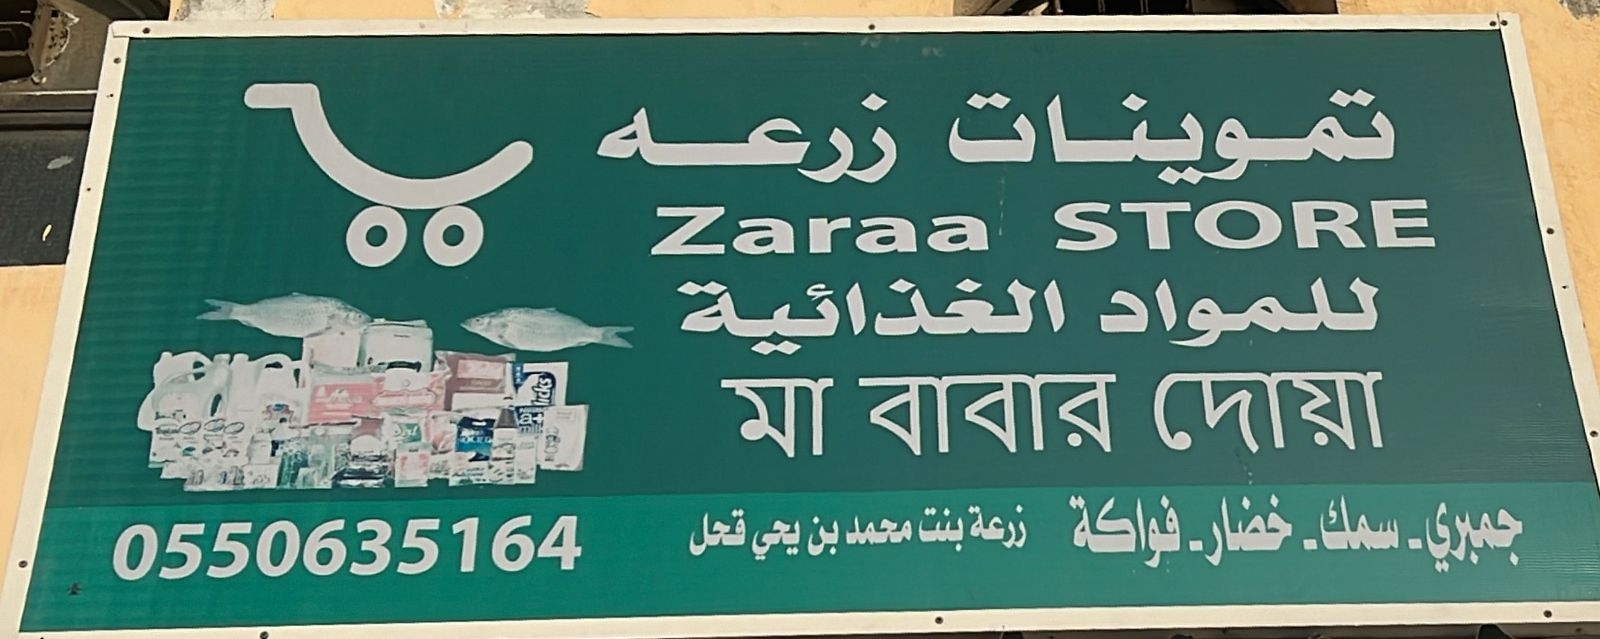 تموينات زرعه
Zaraa STORE
للمواد الغذائية
মা বাবার দোয়া
جمبري - سمك - خضار - فواكة
زرعة بنت محمد بن يحي قحل
0550635164